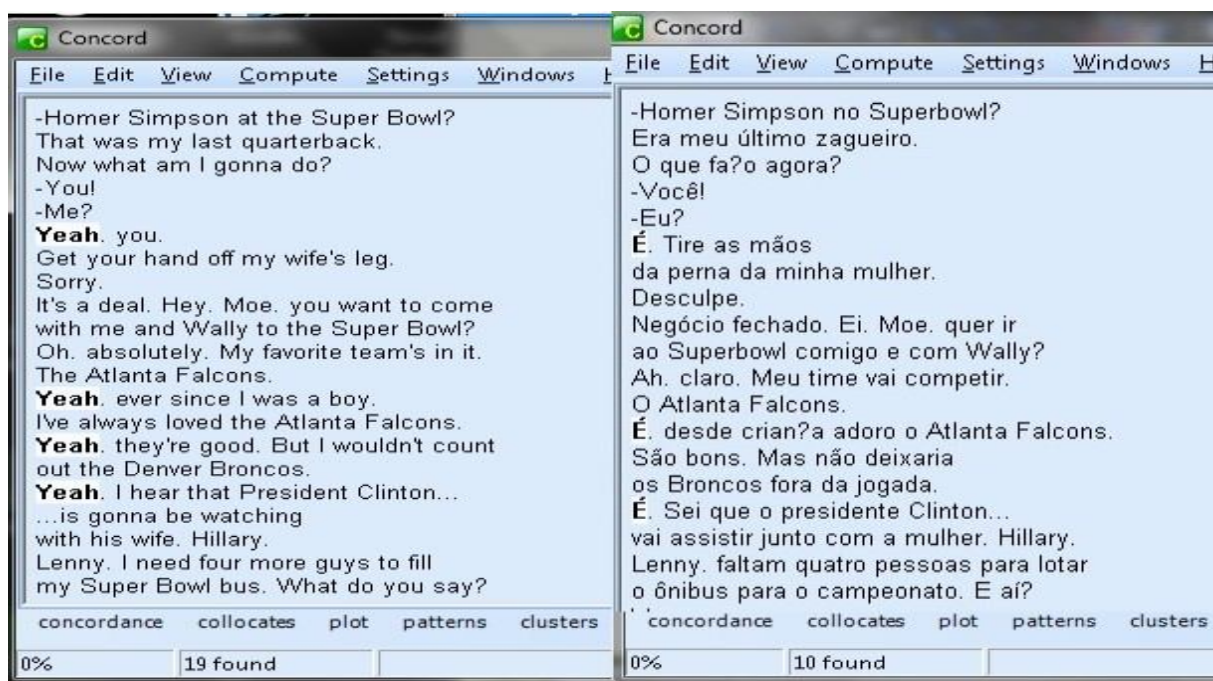 Concord
File Edit View Compute Settings Windows
-Homer Simpson at the Super Bowl?
That was my last quarterback.
Now what am I gonna do?
-You!
-Me?
Yeah. you.
Get your hand off my wife's leg.
Sorry.
It's a deal. Hey. Moe. you want to come
with me and Wally to the Super Bowl?
Oh. absolutely. My favorite team's in it.
The Atlanta Falcons.
Yeah. ever since I was a boy.
I've always loved the Atlanta Falcons.
Yeah. they're good. But I wouldn't count
out the Denver Broncos.
Yeah. I hear that President Clinton...
...is gonna be watching
with his wife. Hillary.
Lenny. I need four more guys to fill
my Super Bowl bus. What do you say?
concordance collocates plot patterns clusters
0% 19 found
Concord
File Edit View Compute Settings Windows H
-Homer Simpson no Superbowl?
Era meu último zagueiro.
O que fa?o agora?
-Você!
-Eu?
É. Tire as mãos
da perna da minha mulher.
Desculpe.
Negócio fechado. Ei. Moe. quer ir
ao Superbowl comigo e com Wally?
Ah. claro. Meu time vai competir.
O Atlanta Falcons.
É. desde crian?a adoro o Atlanta Falcons.
São bons. Mas não deixaria
os Broncos fora da jogada.
É. Sei que o presidente Clinton...
vai assistir junto com a mulher. Hillary.
Lenny. faltam quatro pessoas para lotar
o ônibus para o campeonato. E aí?
concordance collocates plot patterns clusters
0% 10 found